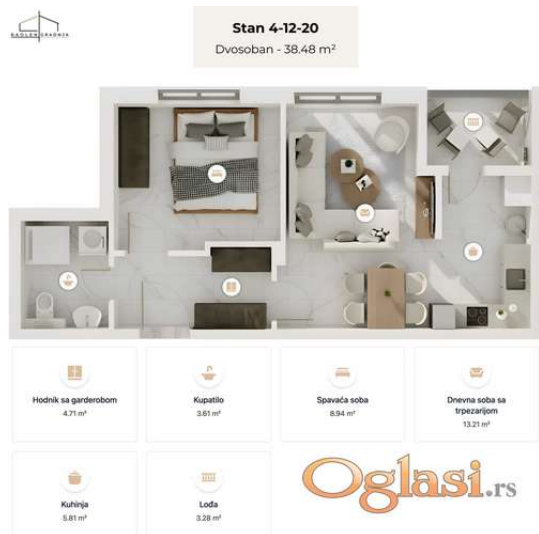 Stan 4-12-20
Dvosoban - 38.48 m²
Hodnik sa garderobom
4.71 m²
Kupatilo
3.61 m²
Spavaća soba
8.94 m²
Dnevna soba sa
trpezarijom
13.21 m²
Kuhinja
5.81 m²
Lođa
3.28 m²
Oglasi.rs